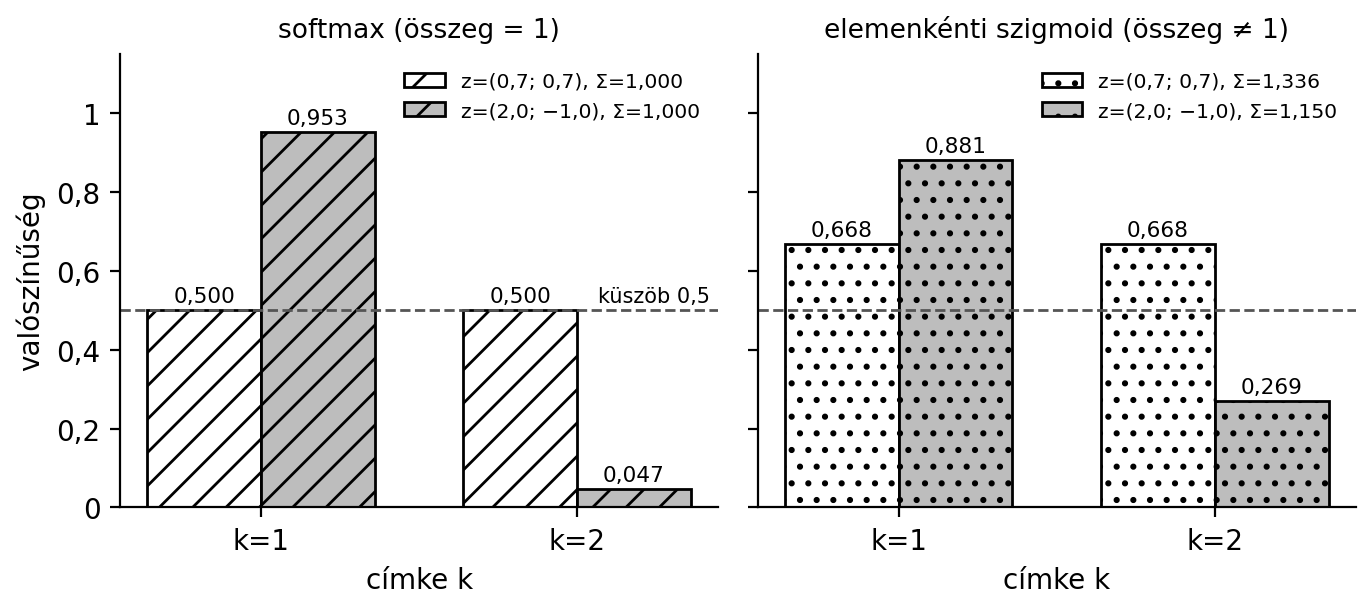 softmax (összeg = 1)
z=(0,7; 0,7), Σ=1,000
z=(2,0; −1,0), Σ=1,000
valószínűség
1
0,8
0,6
0,4
0,2
0
0,500
0,953
0,500
0,047
küszöb 0,5
k=1
k=2
címke k
elemenkénti szigmoid (összeg ≠ 1)
z=(0,7; 0,7), Σ=1,336
z=(2,0; −1,0), Σ=1,150
0,668
0,881
0,668
0,269
k=1
k=2
címke k